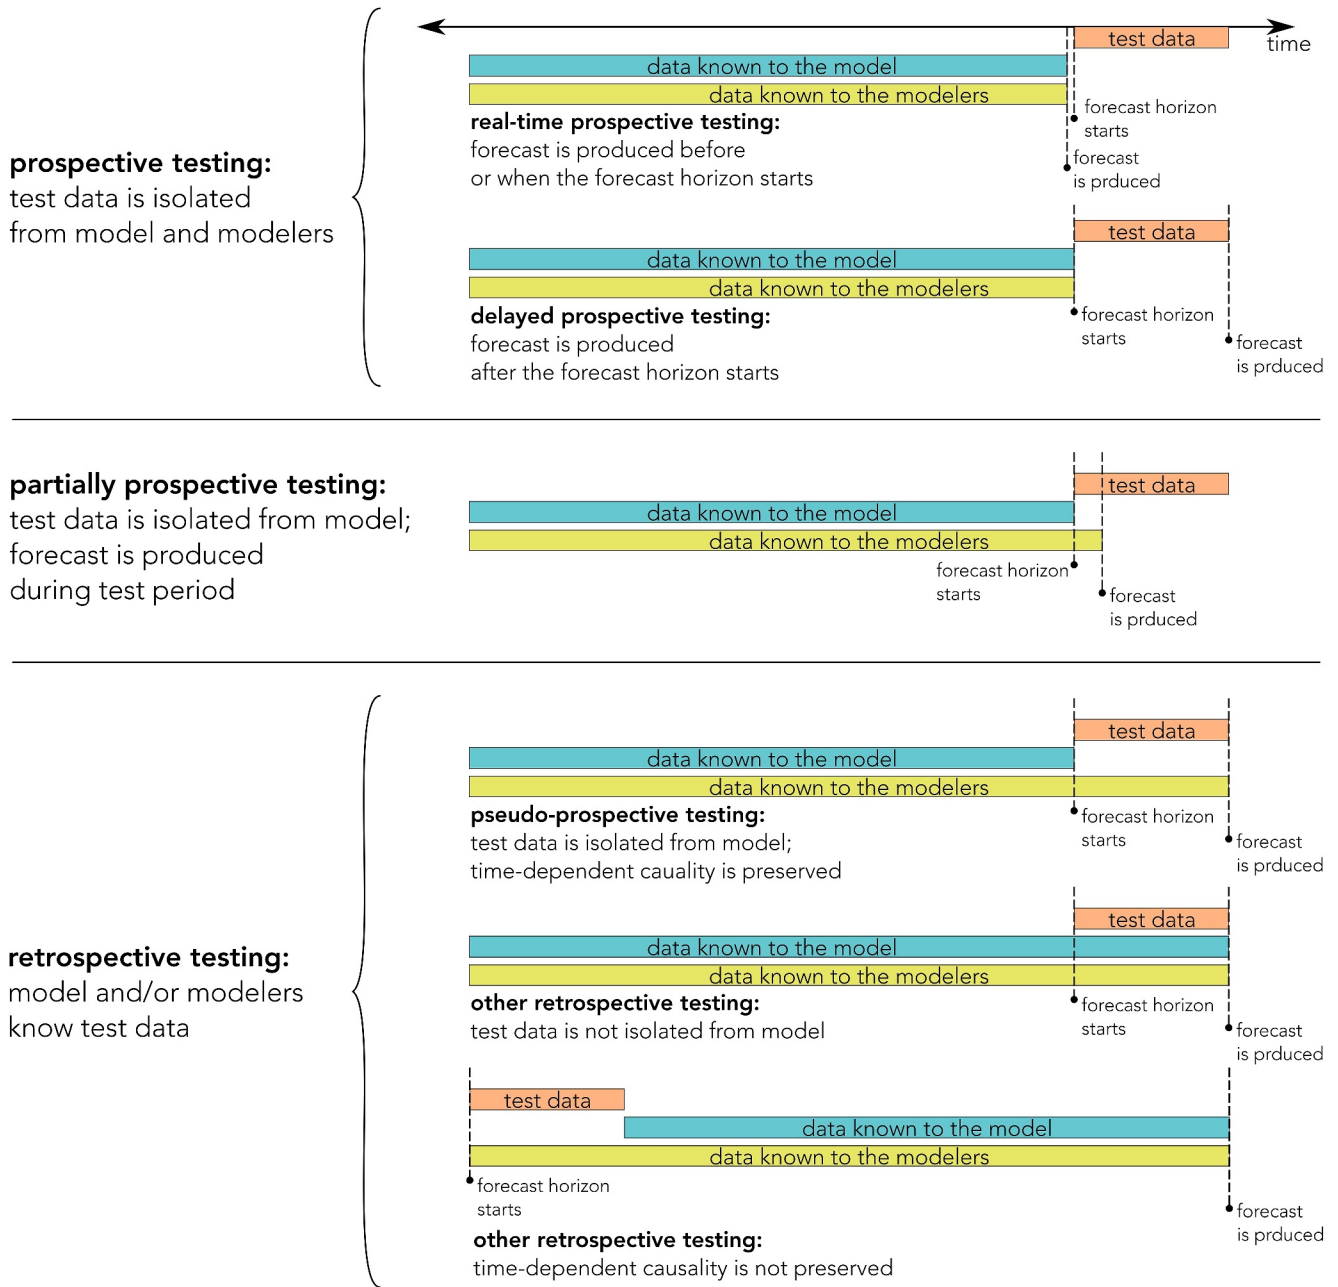 time
test data
data known to the model
data known to the modelers
real-time prospective testing:
forecast is produced before
or when the forecast horizon starts
forecast horizon
starts
forecast
is prduced
prospective testing:
test data is isolated
from model and modelers
test data
data known to the model
data known to the modelers
delayed prospective testing:
forecast is produced
after the forecast horizon starts
forecast horizon
starts
forecast
is prduced
partially prospective testing:
test data is isolated from model;
forecast is produced
during test period
test data
data known to the model
data known to the modelers
forecast horizon
starts
forecast
is prduced
retrospective testing:
model and/or modelers
know test data
test data
data known to the model
data known to the modelers
pseudo-prospective testing:
test data is isolated from model;
time-dependent cauality is preserved
forecast horizon
starts
forecast
is prduced
test data
data known to the model
data known to the modelers
other retrospective testing:
test data is not isolated from model
forecast horizon
starts
forecast
is prduced
test data
data known to the model
data known to the modelers
forecast horizon
starts
forecast
is prduced
other retrospective testing:
time-dependent causality is not preserved